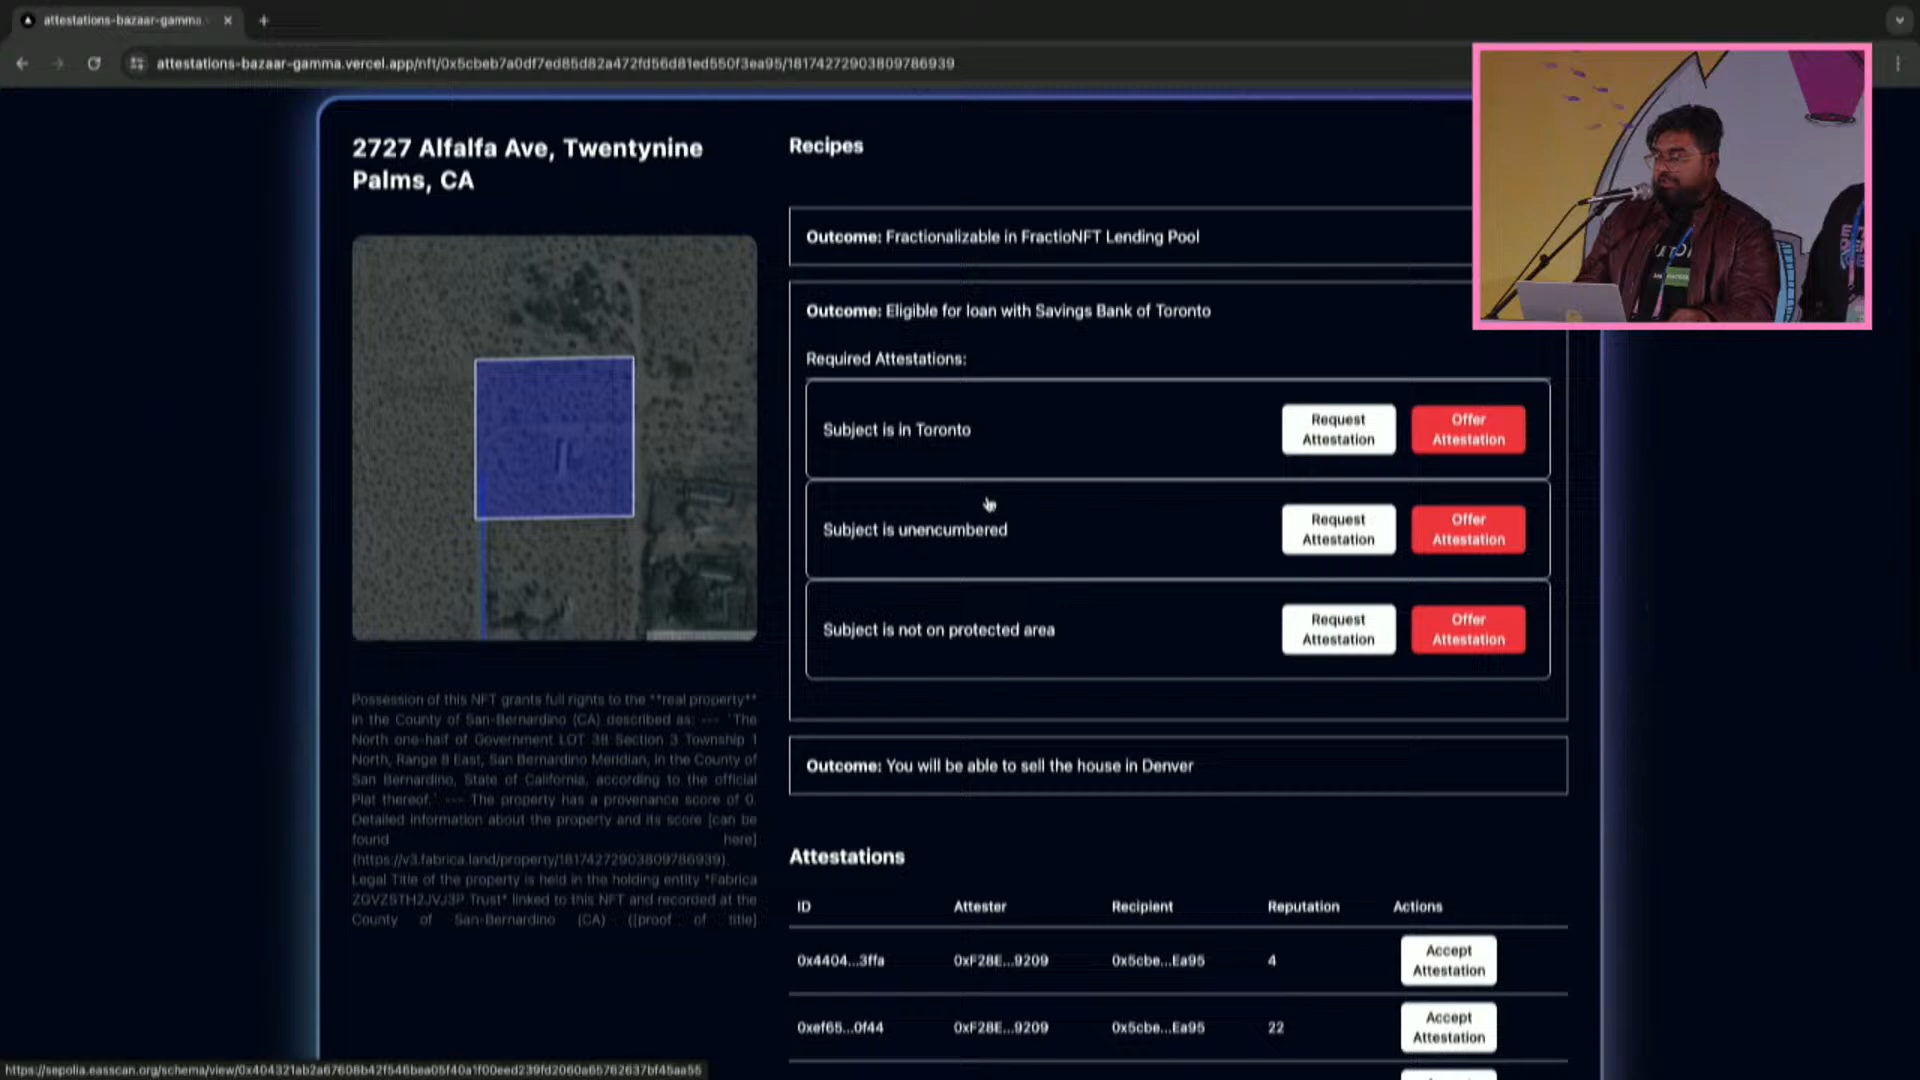 attestations-bazaar-gamma.
attestations-bazaar-gamma.vercel.app/nft/0x5cbeb7a0df7ed85d82a472fd56d81ed550f3ea95/18174272903809786939
2727 Alfalfa Ave, Twentynine
Palms, CA
Possession of this NFT grants full rights to the **real property**
in the County of San-Bernardino (CA) described as: --- `The
North one-half of Government LOT 38 Section 3 Township 1
North, Range 8 East, San Bernardino Meridian, in the County of
San Bernardino, State of California, according to the official
Plat thereof.` --- The property has a provenance score of 0.
Detailed information about the property and its score [can be
found here]
(https://v3.fabrica.land/property/18174272903809786939).
Legal Title of the property is held in the holding entity *Fabrica
ZGVZSTH2JVJ3P Trust* linked to this NFT and recorded at the
County of San-Bernardino (CA) ([proof of title]
Recipes
Outcome: Fractionalizable in FractioNFT Lending Pool
Outcome: Eligible for loan with Savings Bank of Toronto
Required Attestations:
Subject is in Toronto
Request
Attestation
Offer
Attestation
Subject is unencumbered
Request
Attestation
Offer
Attestation
Subject is not on protected area
Request
Attestation
Offer
Attestation
Outcome: You will be able to sell the house in Denver
Attestations
ID Attester Recipient Reputation Actions
0x4404...3ffa 0xF28E...9209 0x5cbe...Ea95 4 Accept
Attestation
0xef65...0f44 0xF28E...9209 0x5cbe...Ea95 22 Accept
Attestation
https://sepolia.easscan.org/schema/view/0x404321ab2a67608b42f546bea05f40a1f00eed239fd2060a65762637bf45aa55